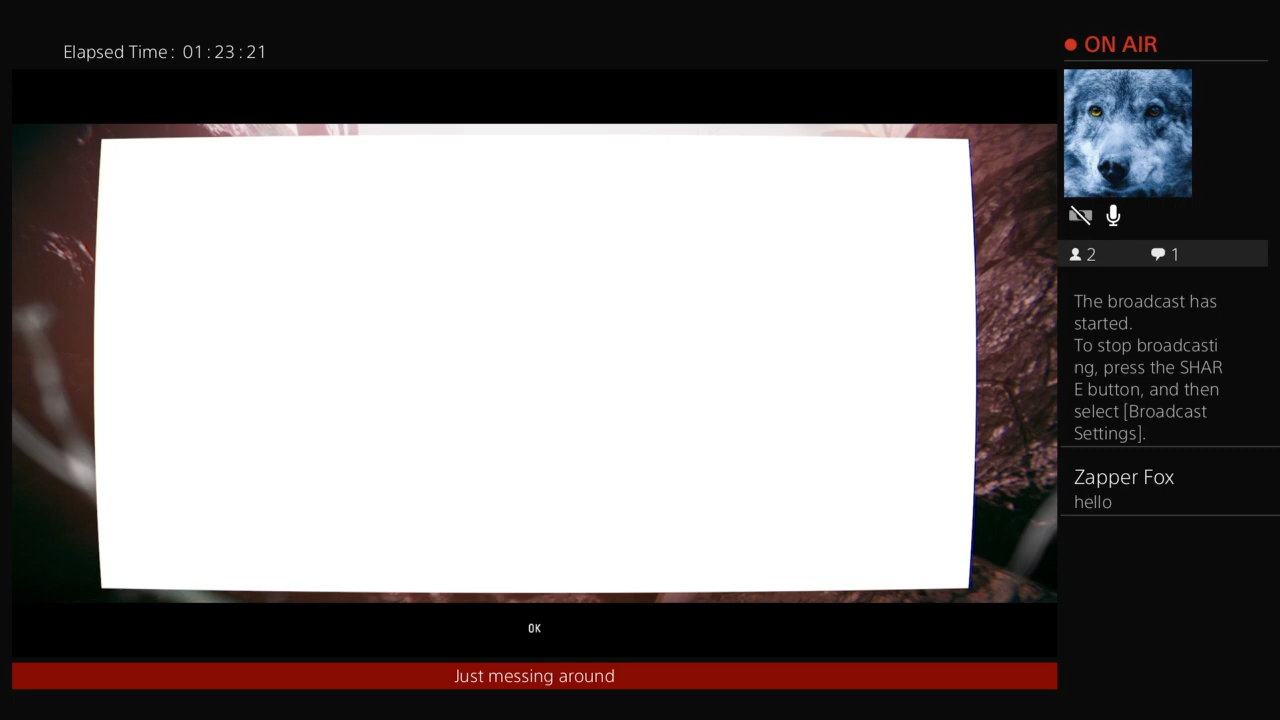 Elapsed Time: 01:23:21
ON AIR
2 1
The broadcast has
started.
To stop broadcasti
ng, press the SHAR
E button, and then
select [Broadcast
Settings].
Zapper Fox
hello
OK
Just messing around